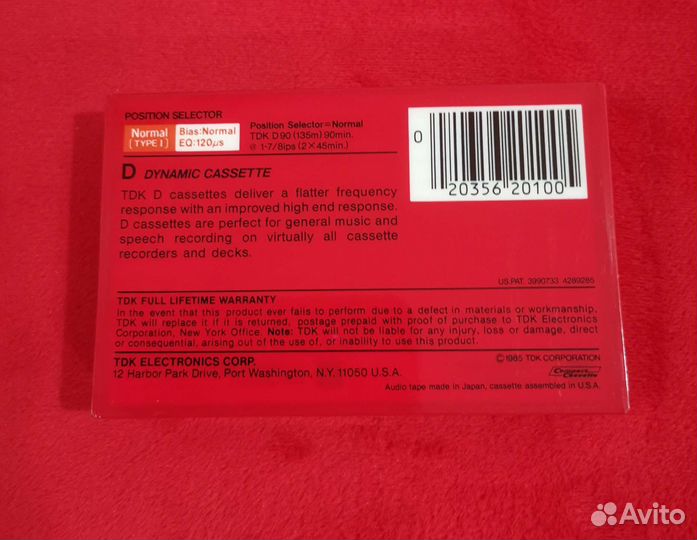 POSITION SELECTOR
Normal
[TYPE I]
Bias:Normal
EQ:120µs
Position Selector=Normal
TDK D90 (135m) 90min.
@ 1-7/8ips (2×45min.)
0
20356 20100
D DYNAMIC CASSETTE
TDK D cassettes deliver a flatter frequency
response with an improved high end response.
D cassettes are perfect for general music and
speech recording on virtually all cassette
recorders and decks.
US.PAT. 3990733 4289285
TDK FULL LIFETIME WARRANTY
In the event that this product ever fails to perform due to a defect in materials or workmanship,
TDK will replace it if it is returned, postage prepaid with proof of purchase to TDK Electronics
Corporation, New York Office. Note: TDK will not be liable for any injury, loss or damage, direct
or consequential, arising out of the use of, or inability to use this product.
TDK ELECTRONICS CORP.
12 Harbor Park Drive, Port Washington, N.Y. 11050 U.S.A.
©1985 TDK CORPORATION
Compact
Cassette
Audio tape made in Japan, cassette assembled in U.S.A.
Avito